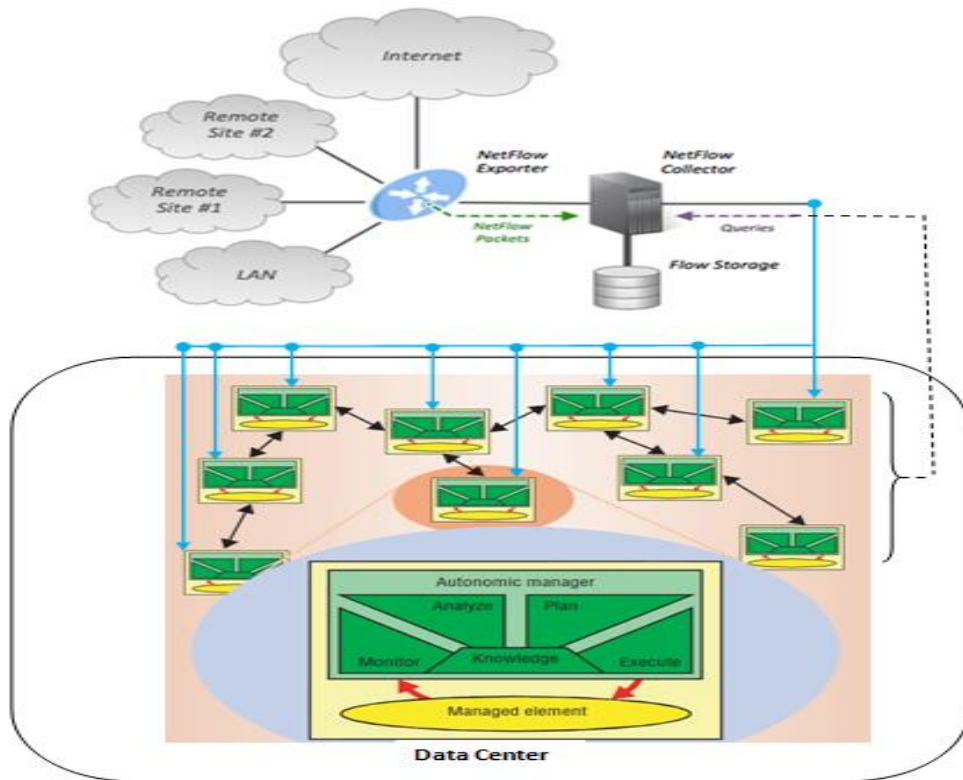 Internet
Remote
Site #2
NetFlow
Exporter
NetFlow
Collector
Remote
Site #1
NetFlow
Packets
Queries
LAN
Flow Storage
Autonomic manager
Analyze
Plan
Monitor
Knowledge
Execute
Managed element
Data Center